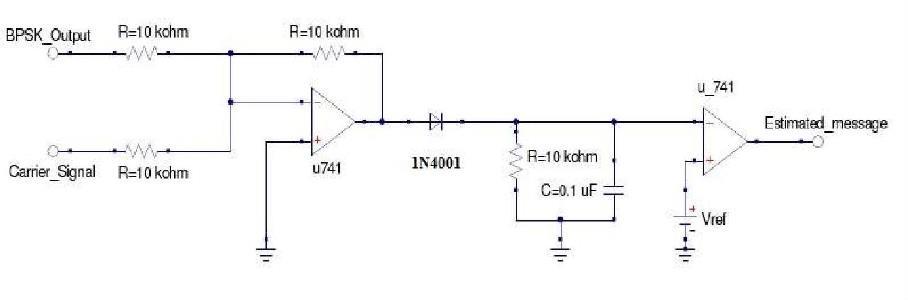 BPSK_Output
R=10 kohm
R=10 kohm
u_741
-
+
u741
1N4001
-
+
Estimated_message
Carrier_Signal
R=10 kohm
R=10 kohm
C=0.1 uF
+
Vref
-